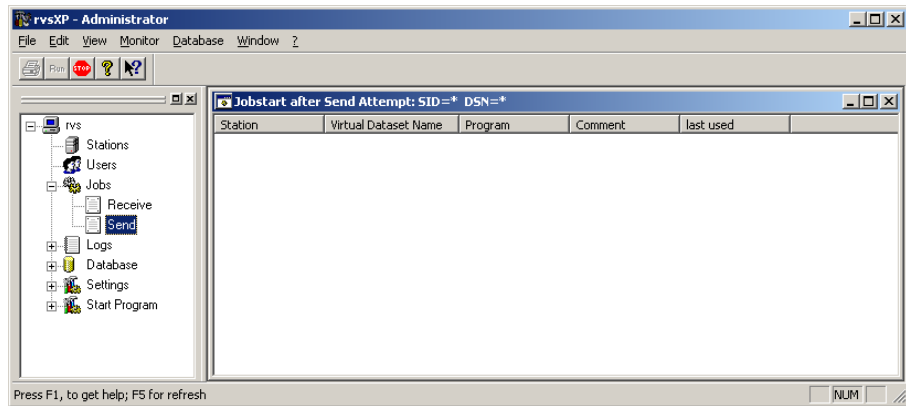 rvsXP - Administrator
File Edit View Monitor Database Window ?
Run STOP ? ?
Jobstart after Send Attempt: SID=* DSN=*
Station Virtual Dataset Name Program Comment last used
rvs
Stations
Users
Jobs
Receive
Send
Logs
Database
Settings
Start Program
Press F1, to get help; F5 for refresh NUM